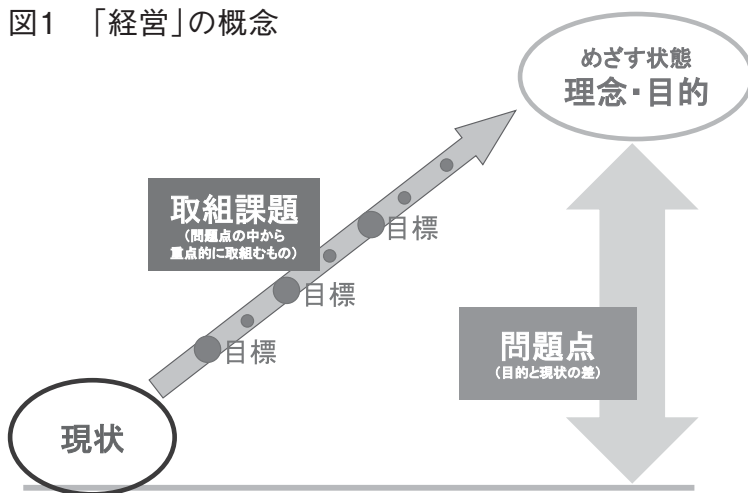 図1　「経営」の概念
めざす状態
理念・目的
取組課題
(問題点の中から
重点的に取組むもの)
目標
目標
目標
問題点
(目的と現状の差)
現状